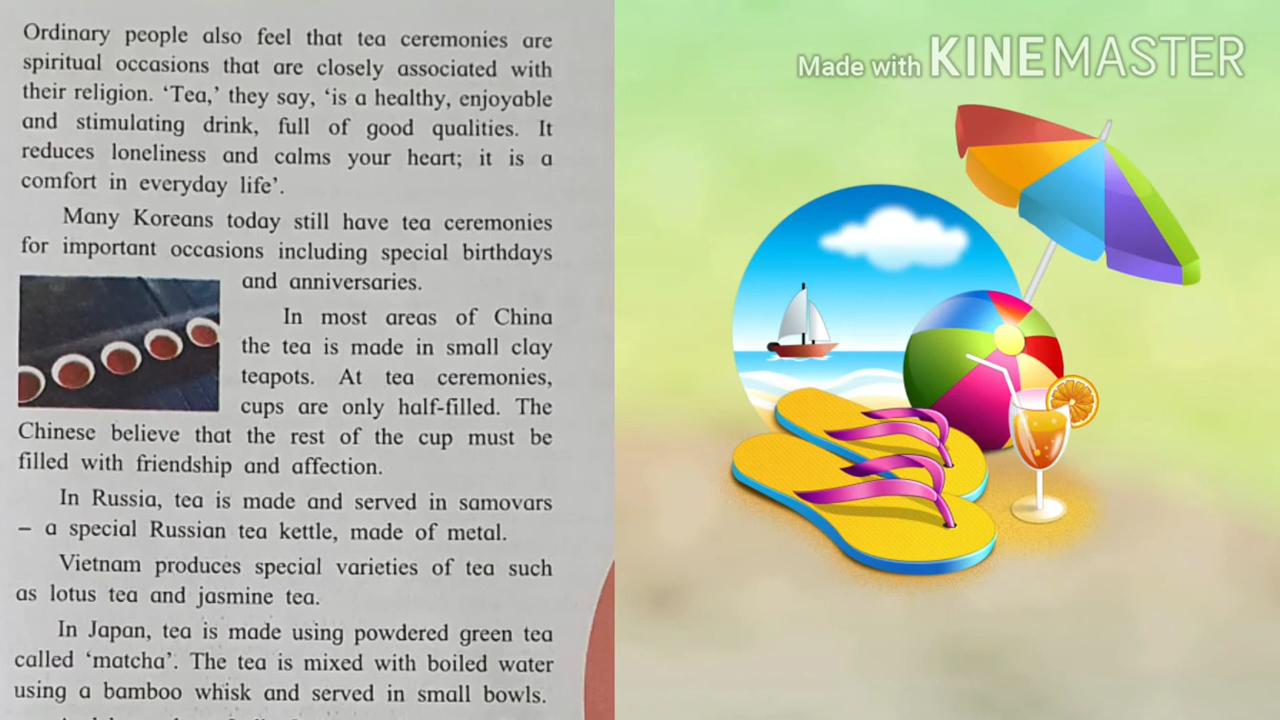 Ordinary people also feel that tea ceremonies are
spiritual occasions that are closely associated with
their religion. ‘Tea,’ they say, ‘is a healthy, enjoyable
and stimulating drink, full of good qualities. It
reduces loneliness and calms your heart; it is a
comfort in everyday life’.
Many Koreans today still have tea ceremonies
for important occasions including special birthdays
and anniversaries.
In most areas of China
the tea is made in small clay
teapots. At tea ceremonies,
cups are only half-filled. The
Chinese believe that the rest of the cup must be
filled with friendship and affection.
In Russia, tea is made and served in samovars
– a special Russian tea kettle, made of metal.
Vietnam produces special varieties of tea such
as lotus tea and jasmine tea.
In Japan, tea is made using powdered green tea
called ‘matcha’. The tea is mixed with boiled water
using a bamboo whisk and served in small bowls.
Made with KINEMASTER